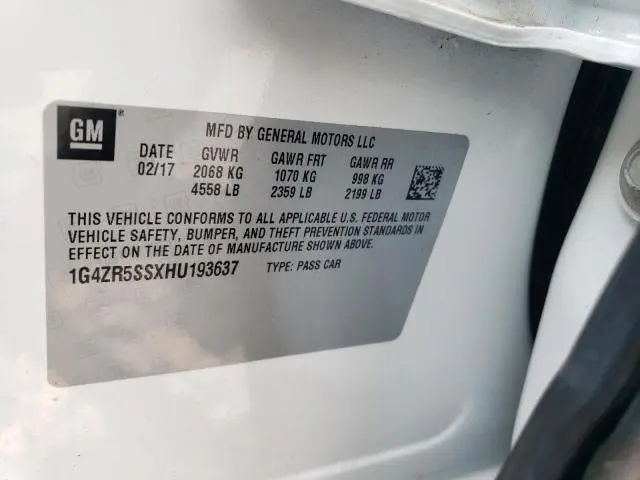 GM
MFD BY GENERAL MOTORS LLC
DATE GVWR GAWR FRT GAWR RR
02/17 2068 KG 1070 KG 998 KG
4558 LB 2359 LB 2199 LB
THIS VEHICLE CONFORMS TO ALL APPLICABLE U.S. FEDERAL MOTOR
VEHICLE SAFETY, BUMPER, AND THEFT PREVENTION STANDARDS IN
EFFECT ON THE DATE OF MANUFACTURE SHOWN ABOVE.
1G4ZR5SSXHU193637 TYPE: PASS CAR